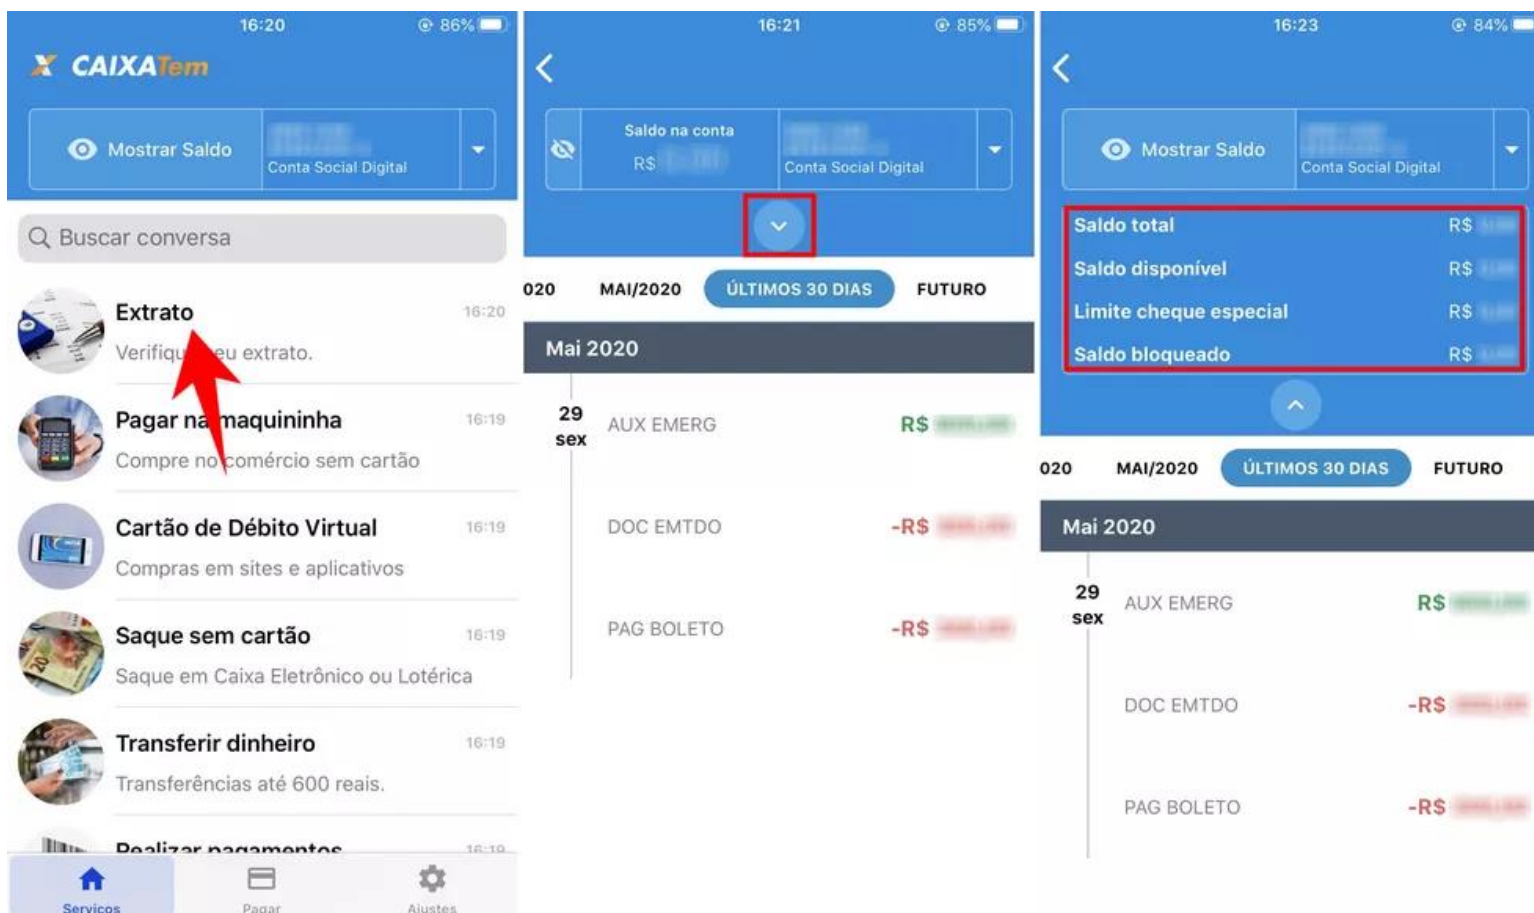 16:20
86%
CAIXATem
Mostrar Saldo
Conta Social Digital
Buscar conversa
Extrato
16:20
eu extrato.
Pagar na maquininha
16:19
Compre no comércio sem cartão
Cartão de Débito Virtual
16:19
Compras em sites e aplicativos
Saque sem cartão
16:19
Saque em Caixa Eletrônico ou Lotérica
Transferir dinheiro
16:19
Transferências até 600 reais.
Realizar pagamentos
16:19
Serviços
Pagar
Ajustes
16:21
85%
Saldo na conta
R$
Conta Social Digital
020
MAI/2020
ÚLTIMOS 30 DIAS
FUTURO
Mai 2020
29
sex
AUX EMERG
R$
DOC EMTDO
-R$
PAG BOLETO
-R$
16:23
84%
Mostrar Saldo
Conta Social Digital
Saldo total
R$
Saldo disponível
R$
Limite cheque especial
R$
Saldo bloqueado
R$
020
MAI/2020
ÚLTIMOS 30 DIAS
FUTURO
Mai 2020
29
sex
AUX EMERG
R$
DOC EMTDO
-R$
PAG BOLETO
-R$